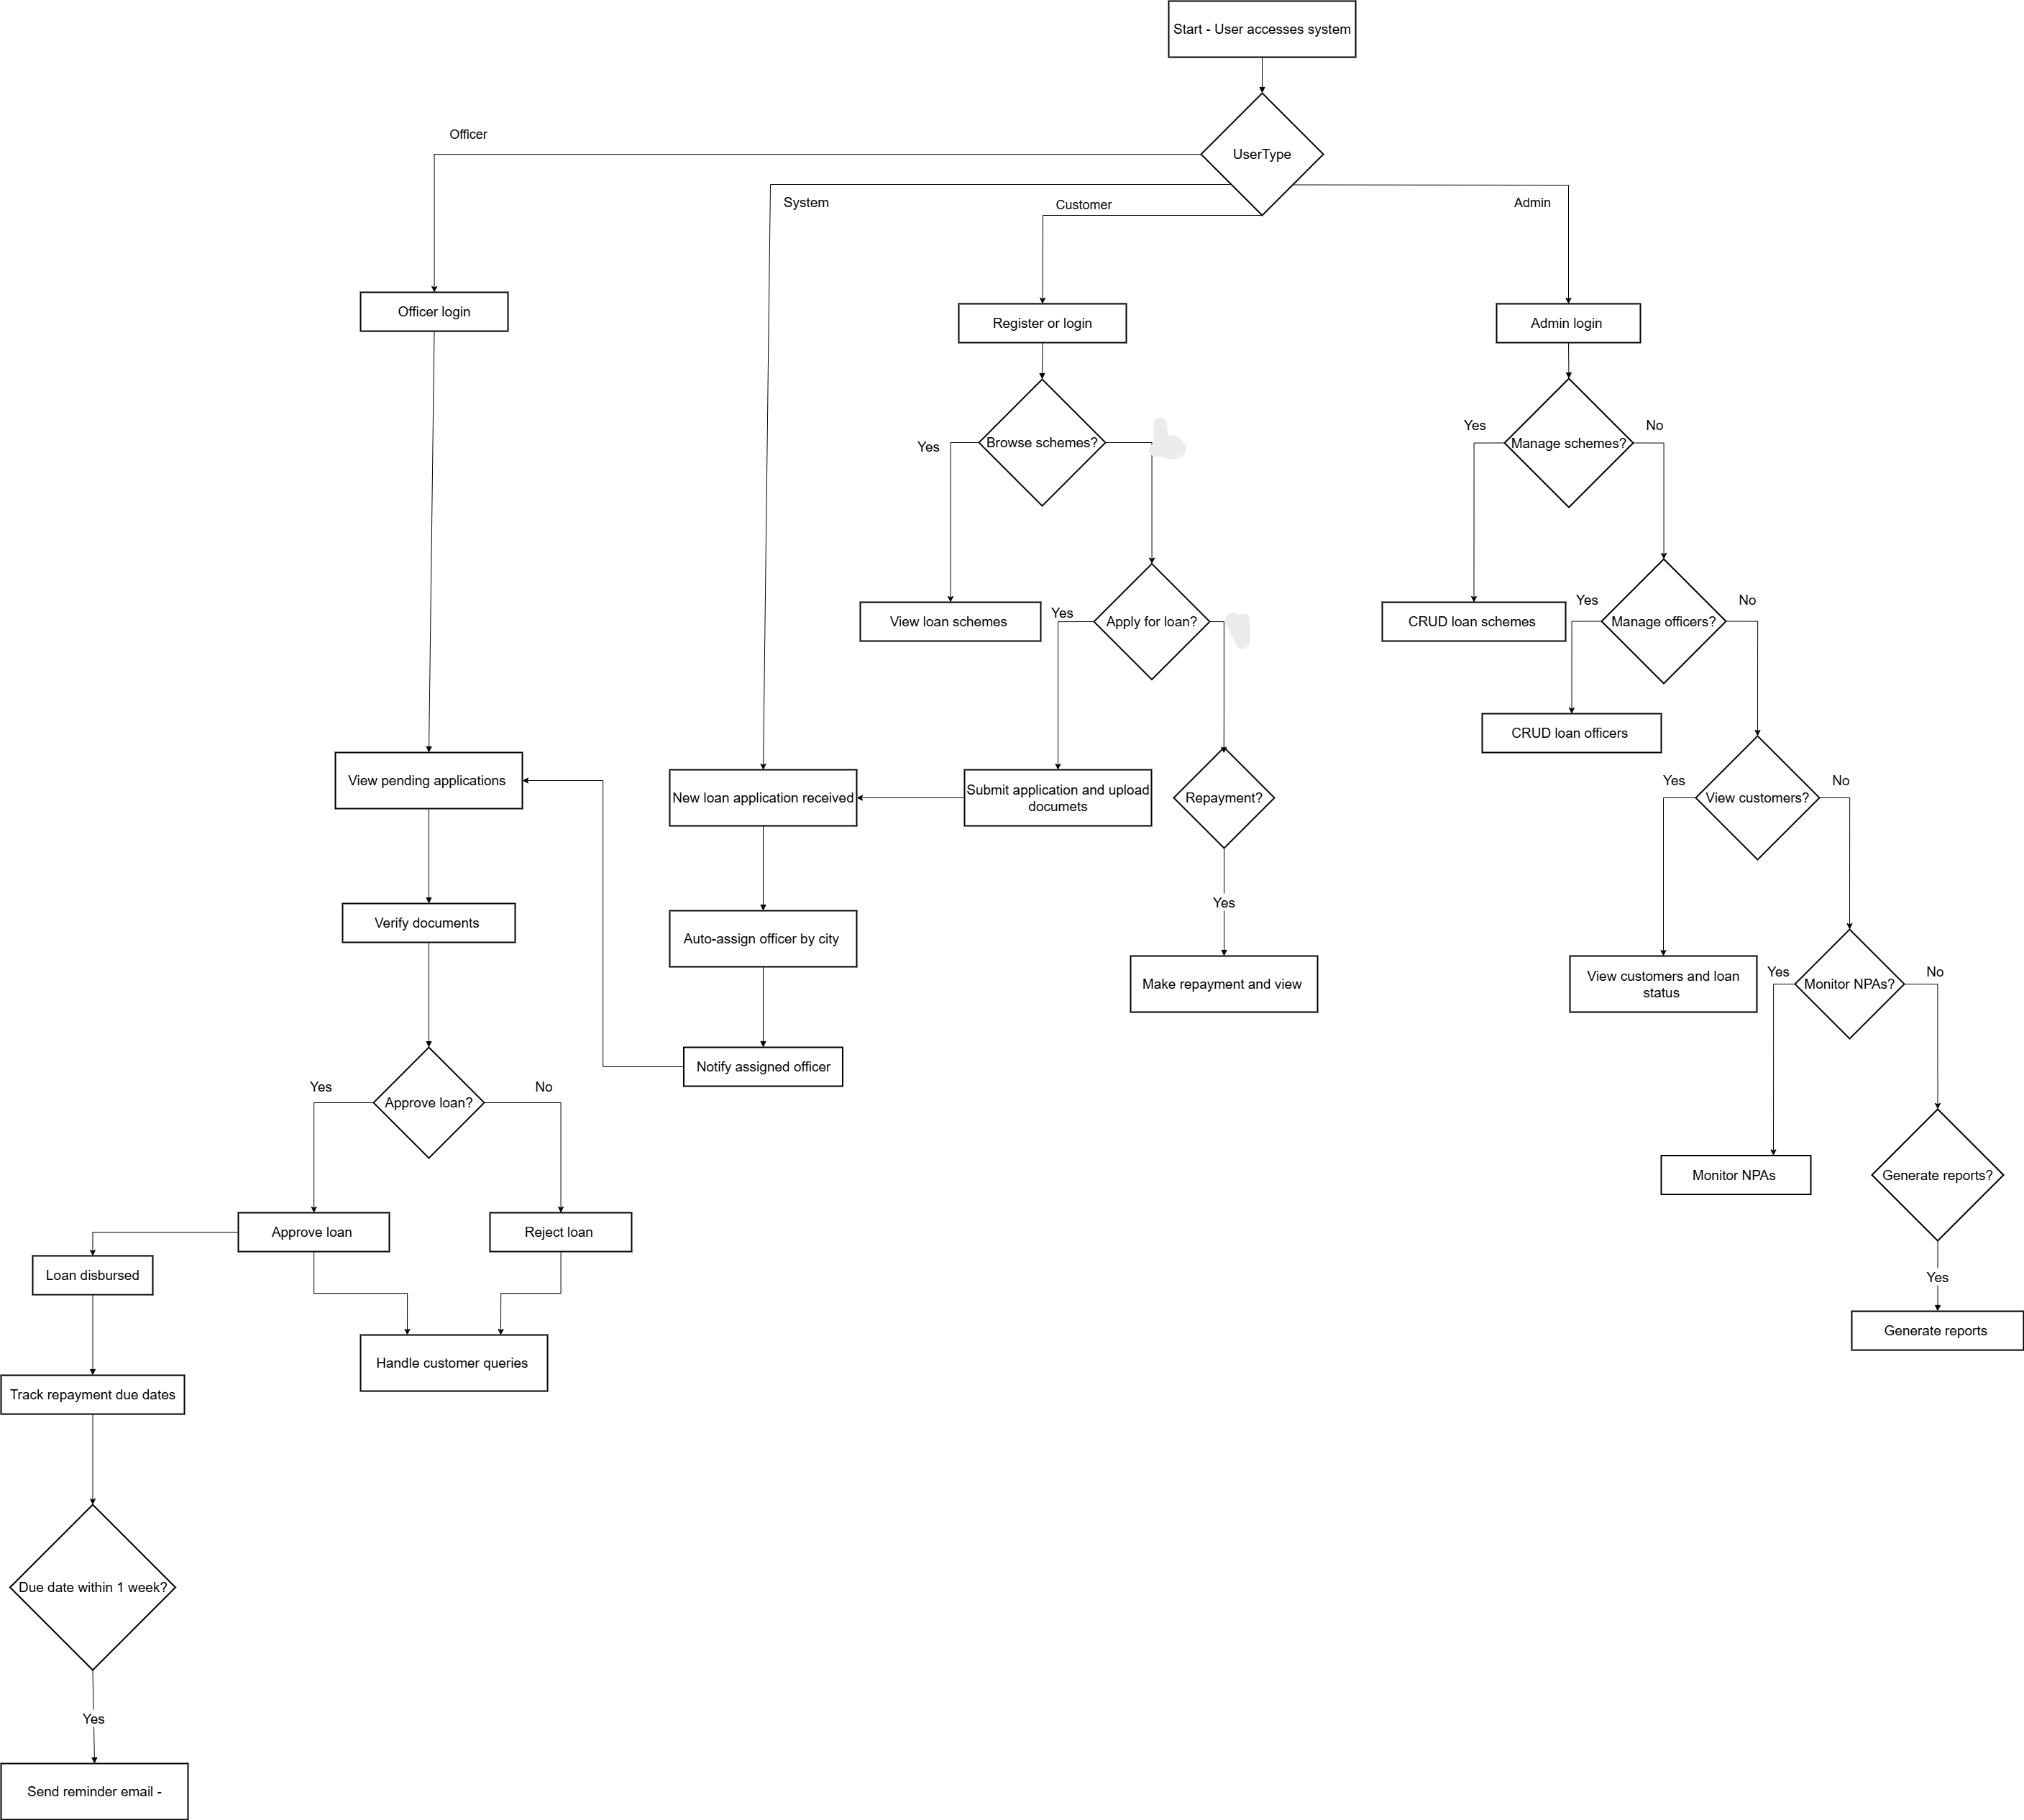 Start - User accesses system
UserType
Officer
System
Customer
Admin
Officer login
Register or login
Admin login
Browse schemes?
Yes
Manage schemes?
Yes
No
View loan schemes
Apply for loan?
Yes
CRUD loan schemes
Manage officers?
Yes
No
CRUD loan officers
View pending applications
New loan application received
Submit application and upload
documets
Repayment?
View customers?
Yes
No
Verify documents
Auto-assign officer by city
Yes
Make repayment and view
View customers and loan
status
Monitor NPAs?
Yes
No
Notify assigned officer
Approve loan?
Yes
No
Monitor NPAs
Generate reports?
Approve loan
Reject loan
Loan disbursed
Yes
Generate reports
Handle customer queries
Track repayment due dates
Due date within 1 week?
Yes
Send reminder email -